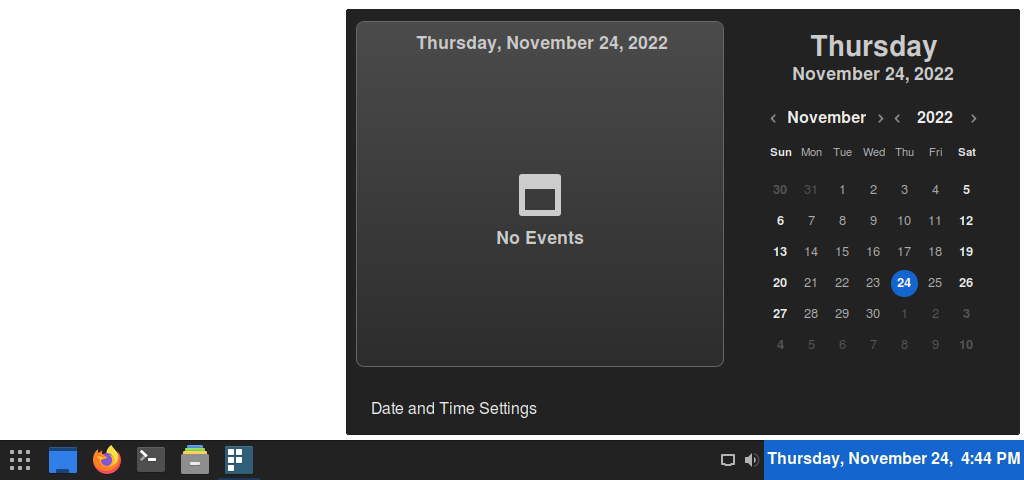 Thursday, November 24, 2022
No Events
Date and Time Settings
Thursday
November 24, 2022
‹ November › ‹ 2022 ›
Sun Mon Tue Wed Thu Fri Sat
30 31 1 2 3 4 5
6 7 8 9 10 11 12
13 14 15 16 17 18 19
20 21 22 23 24 25 26
27 28 29 30 1 2 3
4 5 6 7 8 9 10
Thursday, November 24, 4:44 PM